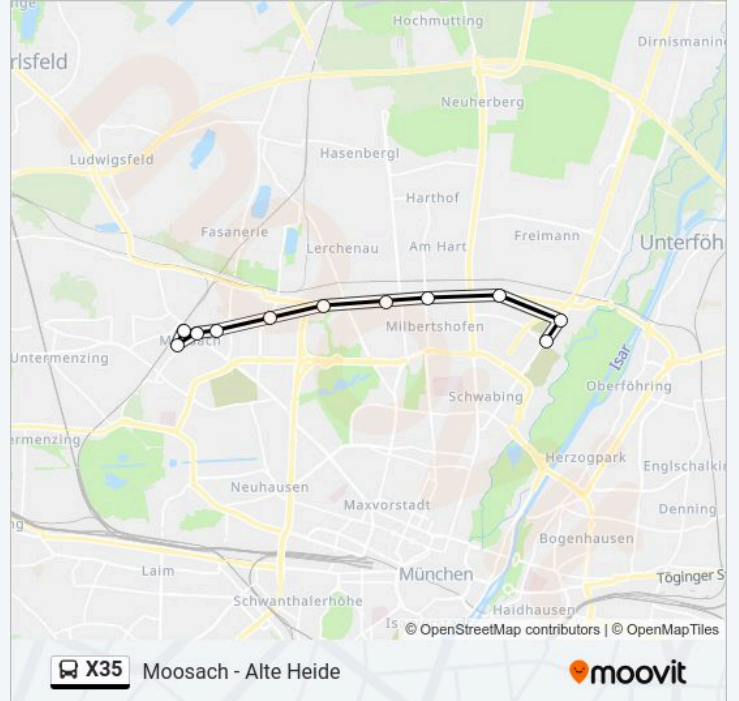 Hochmutting
Dirnismaning
rlsfeld
Neuherberg
Hasenbergl
Ludwigsfeld
Harthof
Fasanerie
Lerchenau
Am Hart
Freimann
Unterföh
Milbertshofen
Untermenzing
Isar
Oberföhring
Schwabing
ermenzing
Herzogpark
Englschalki
Neuhausen
Maxvorstadt
Denning
Bogenhausen
Laim
München
Töginger S
Schwanthalerhöhe
Haidhausen
© OpenStreetMap contributors | © OpenMapTiles
X35 Moosach - Alte Heide
moovit